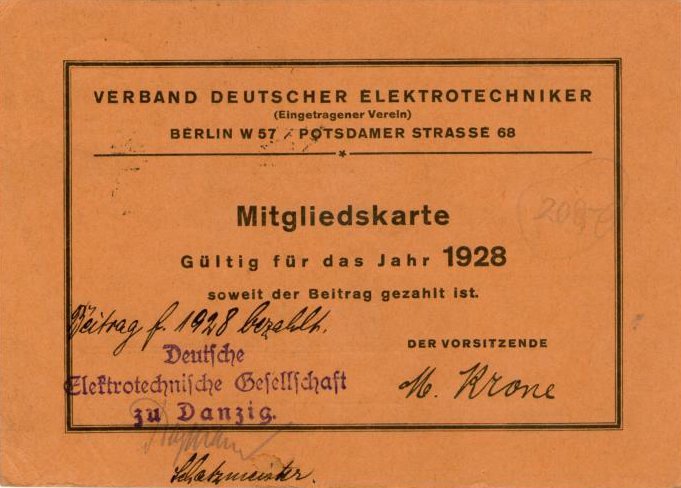 VERBAND DEUTSCHER ELEKTROTECHNIKER
(Eingetragener Verein)
BERLIN W 57 / POTSDAMER STRASSE 68
Mitgliedskarte
Gültig für das Jahr 1928
soweit der Beitrag gezahlt ist.
Beitrag f. 1928 bezahlt.
Deutsche
Elektrotechnische Gesellschaft
zu Danzig.
DER VORSITZENDE
M. Krone
Schatzmeister.